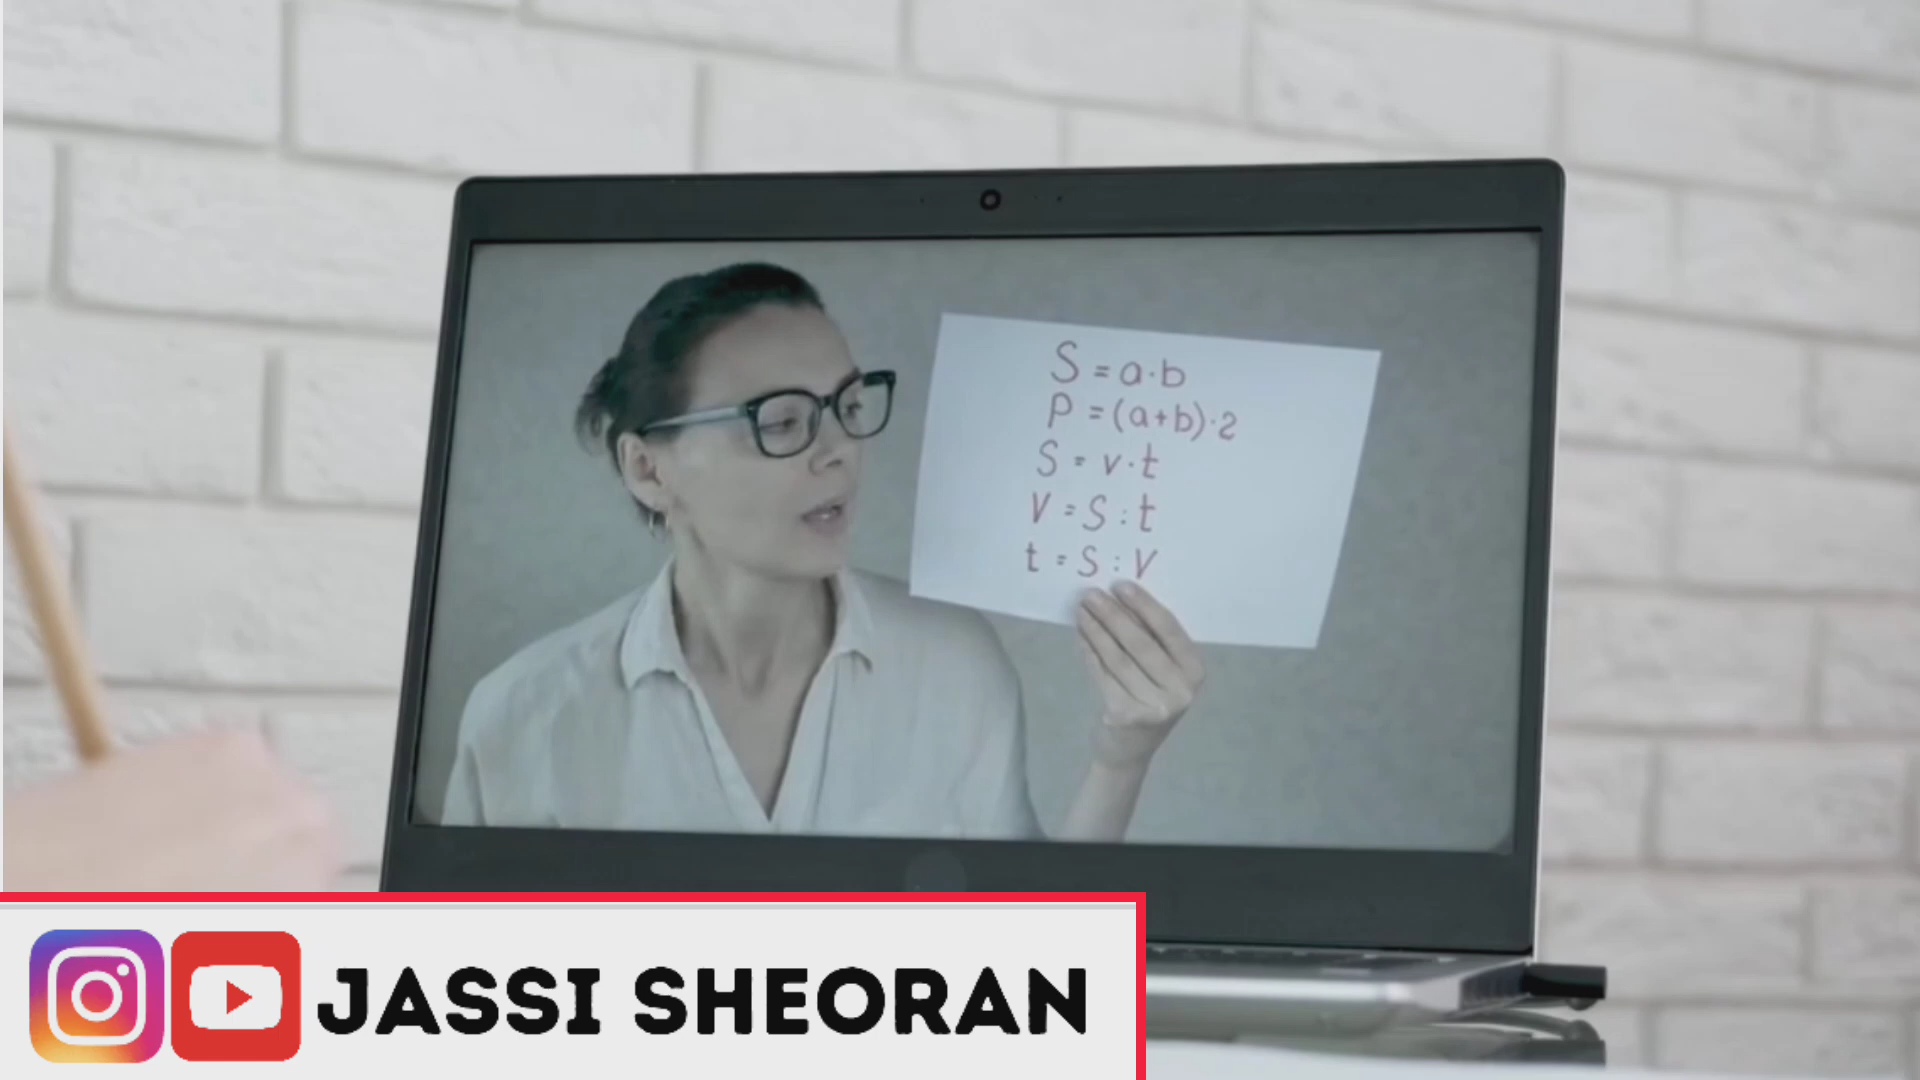 S = a·b
P = (a+b)·2
S = v·t
V = S : t
t = S : V
JASSI SHEORAN